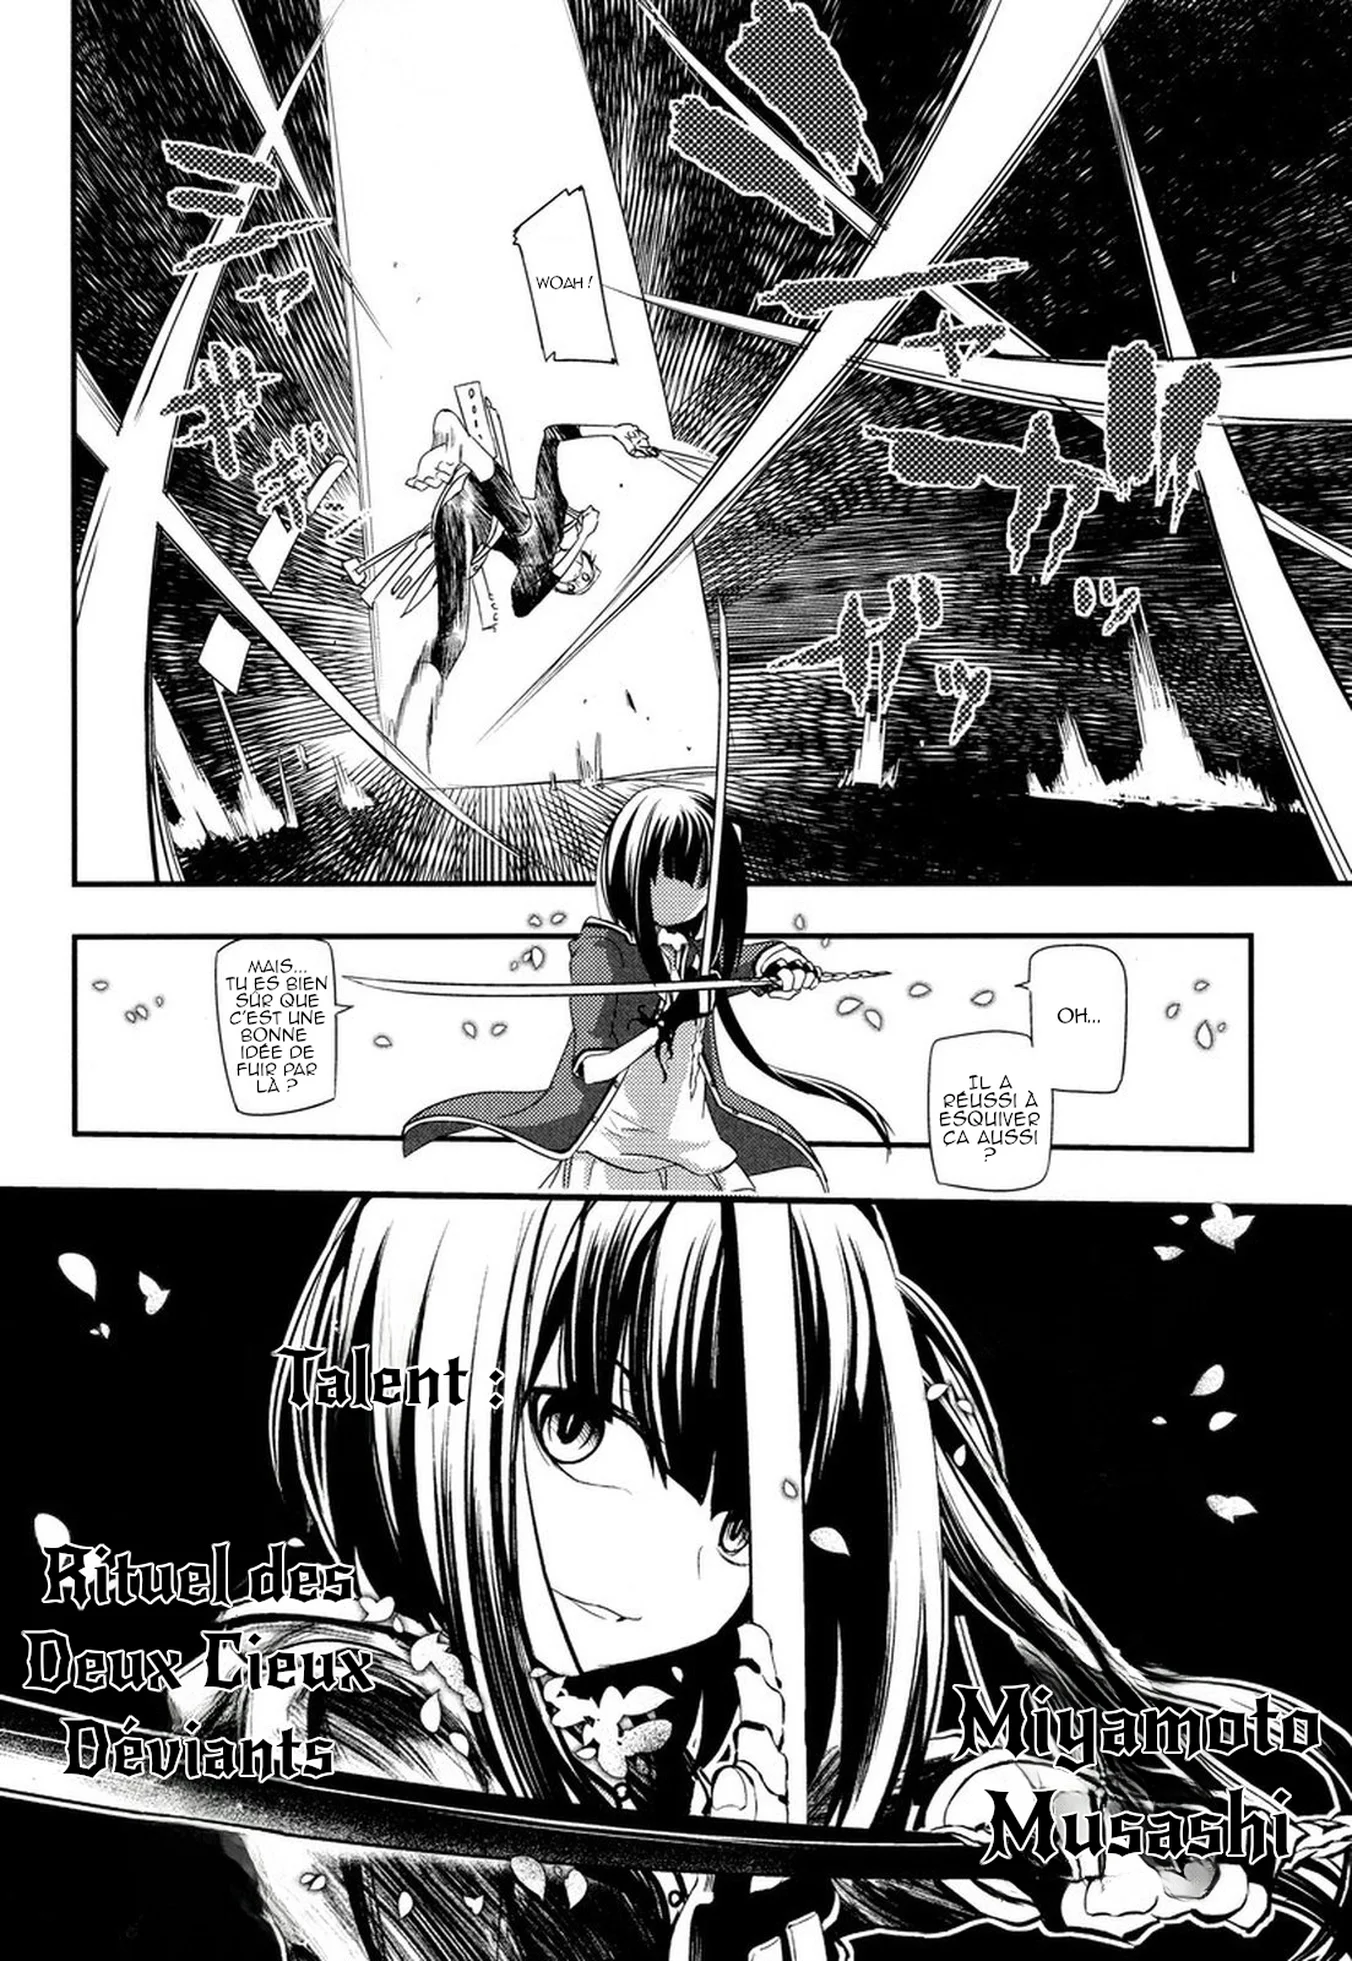 WOAH !
OH...
IL A
RÉUSSI À
ESQUIVER
ÇA AUSSI
?
MAIS...
TU ES BIEN
SÛR QUE
C'EST UNE
BONNE
IDÉE DE
FUIR PAR
LÀ ?
Talent :
Rituel des
Deux Cieux
Déviants
Miyamoto
Musashi